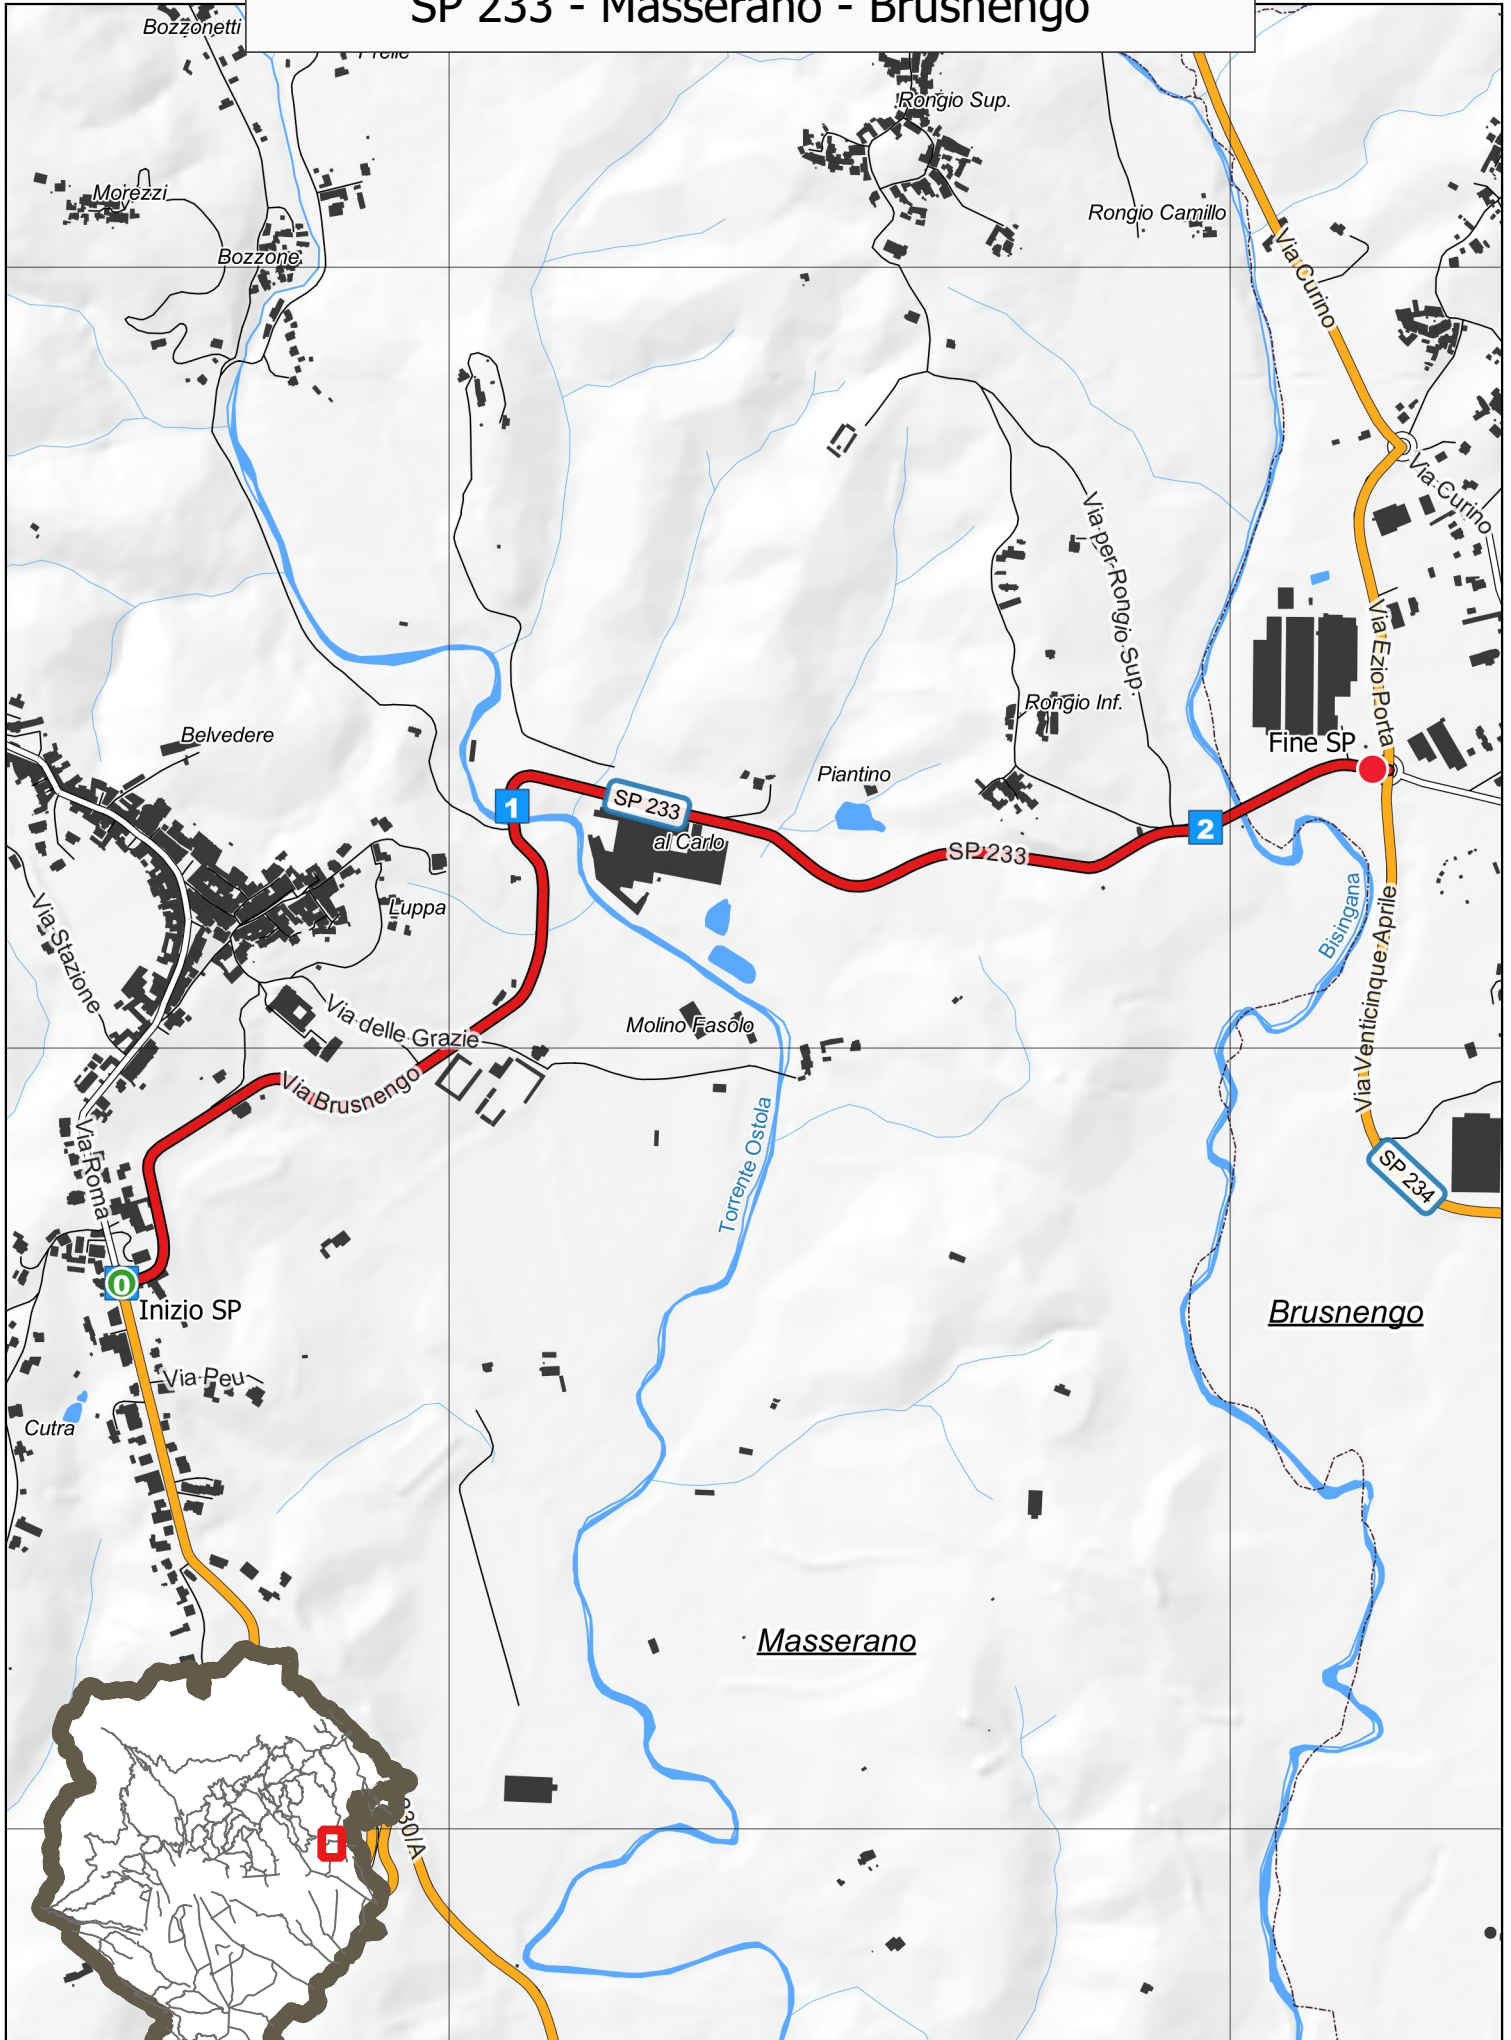 SP 233 - Masserano - Brusnengo
Bozzonetti
Frelle
Rongio Sup.
Morezzi
Rongio Camillo
Bozzone
Via Curino
Via Curino
Via per Rongio Sup.
Via Ezio Porta
Rongio Inf.
Belvedere
Fine SP
Piantino
1
SP 233
2
al Carlo
SP 233
Luppa
Bisingana
Via Stazione
Via Venticinque Aprile
Via delle Grazie
Molino Fasolo
Via Brusnengo
Torrente Ostola
Via Roma
SP 234
0
Inizio SP
Brusnengo
Via Peu
Cutra
Masserano
230/A